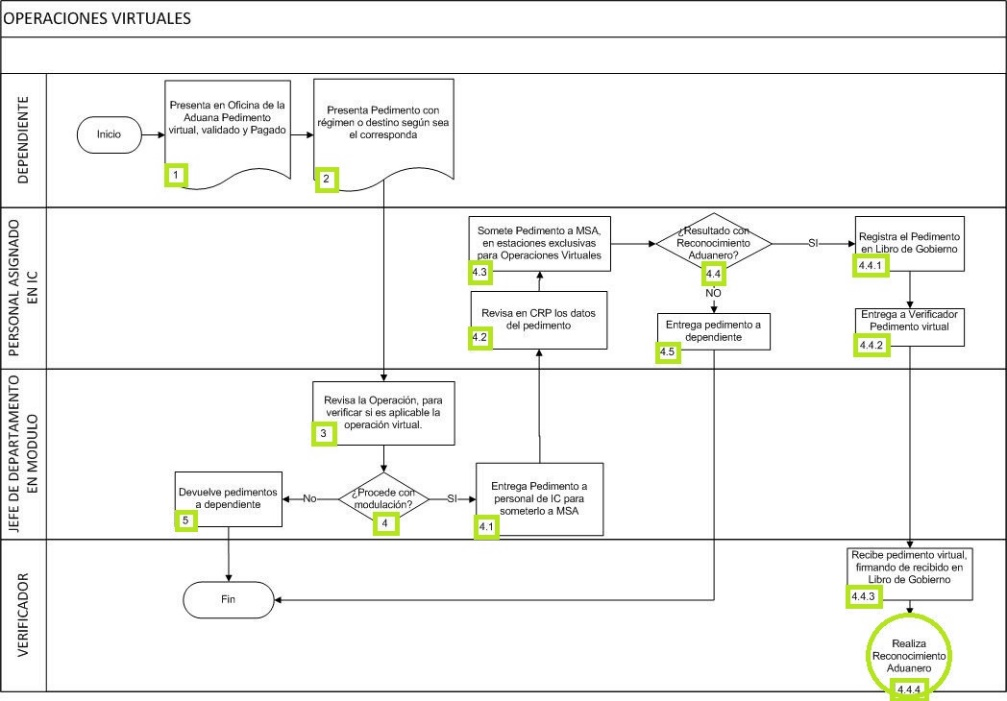 OPERACIONES VIRTUALES
DEPENDIENTE
Inicio
Presenta en Oficina de la
Aduana Pedimento
virtual, validado y Pagado
1
Presenta Pedimento con
régimen o destino según sea
el corresponda
2
PERSONAL ASIGNADO
EN IC
Somete Pedimento a MSA,
en estaciones exclusivas
para Operaciones Virtuales
4.3
¿Resultado con
Reconocimiento
Aduanero?
4.4
SI
NO
Registra el Pedimento
en Libro de Gobierno
4.4.1
Revisa en CRP los datos
del pedimento
4.2
Entrega pedimento a
dependiente
4.5
Entrega a Verificador
Pedimento virtual
4.4.2
JEFE DE DEPARTAMENTO
EN MODULO
Revisa la Operación, para
verificar si es aplicable la
operación virtual.
3
Devuelve pedimentos
a dependiente
5
No
¿Procede con
modulación?
4
SI
Entrega Pedimento a
personal de IC para
someterlo a MSA
4.1
VERIFICADOR
Fin
Recibe pedimento virtual,
firmando de recibido en
Libro de Gobierno
4.4.3
Realiza
Reconocimiento
Aduanero
4.4.4